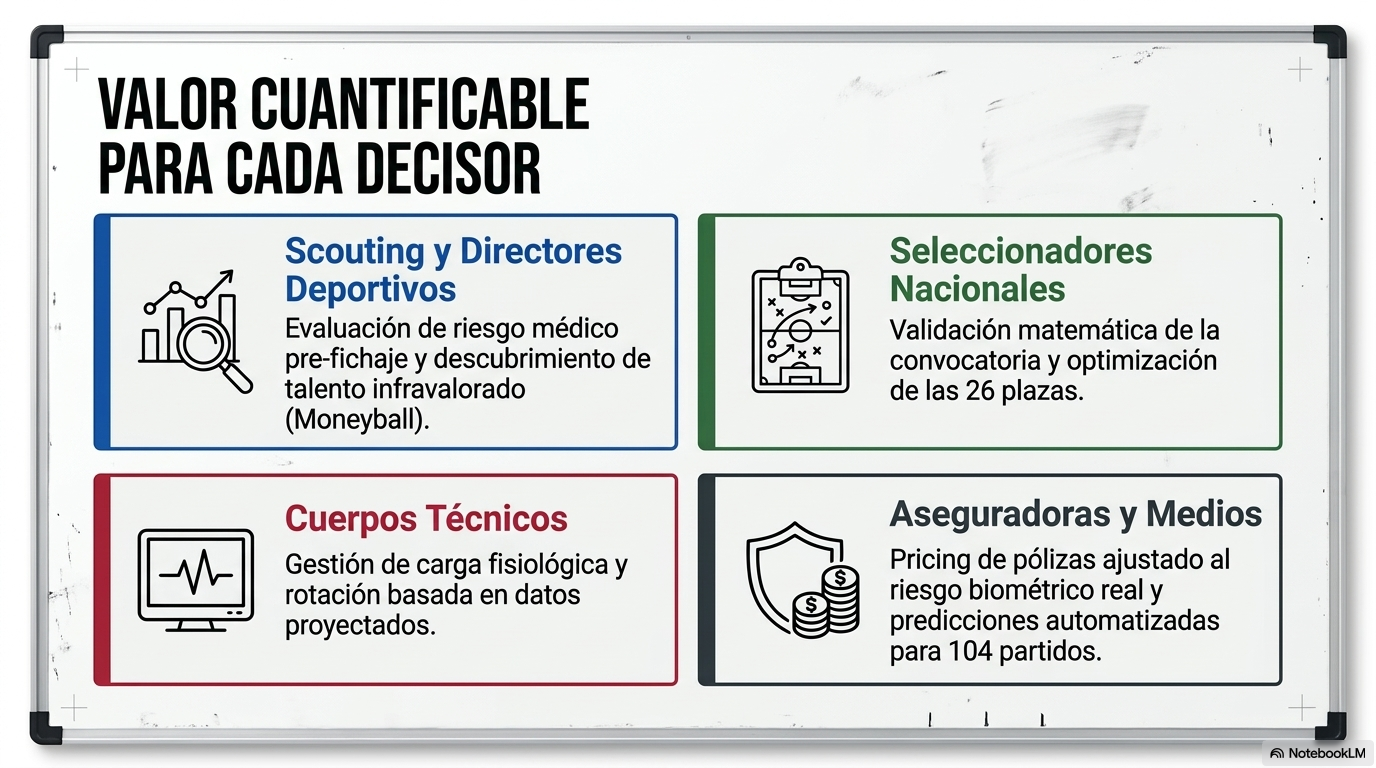 VALOR CUANTIFICABLE
PARA CADA DECISOR
Scouting y Directores
Deportivos
Evaluación de riesgo médico
pre-fichaje y descubrimiento de
talento infravalorado
(Moneyball).
Seleccionadores
Nacionales
Validación matemática de la
convocatoria y optimización
de las 26 plazas.
Cuerpos Técnicos
Gestión de carga fisiológica y
rotación basada en datos
proyectados.
Aseguradoras y Medios
Pricing de pólizas ajustado al
riesgo biométrico real y
predicciones automatizadas
para 104 partidos.
$
$
NotebookLM